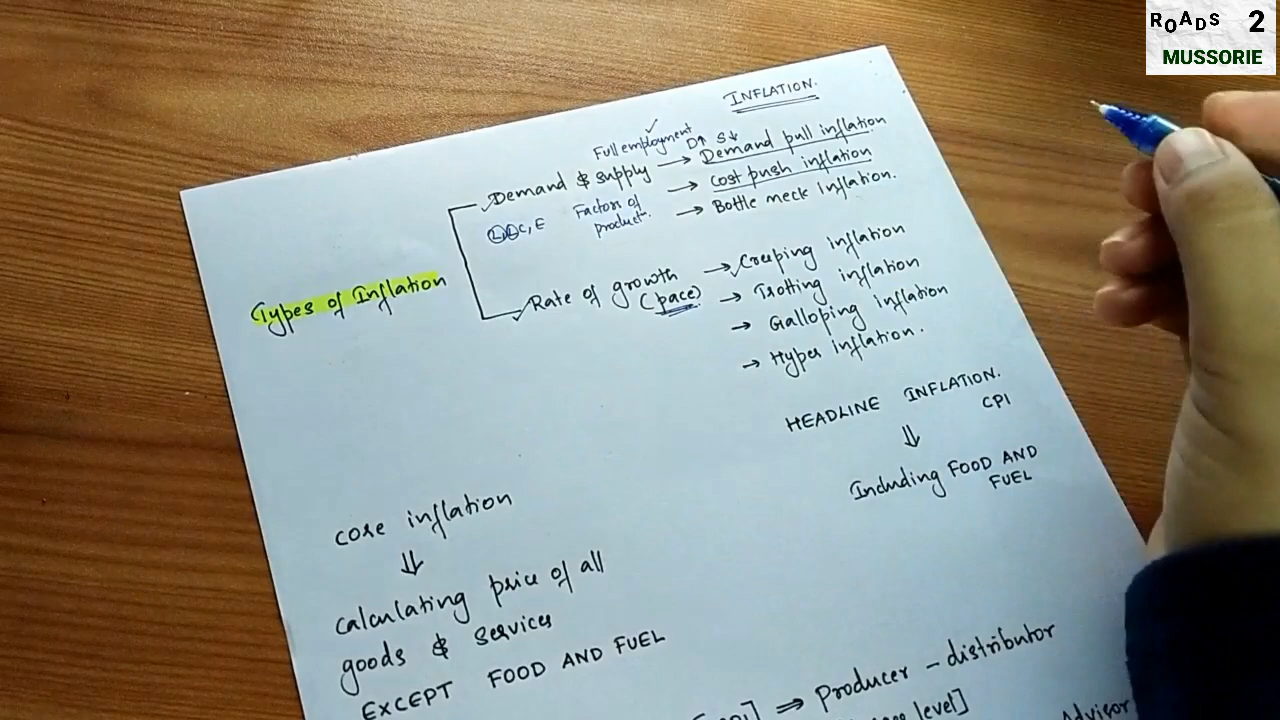 ROADS 2
MUSSORIE
INFLATION.
Full employment D↑ S↓
Demand & supply → Demand pull inflation
→ Cost push inflation
L, L, C, E Factors of product.
→ Bottle meck inflation.
Types of Inflation
Rate of growth (pace)
→ Creeping inflation
→ Trotting inflation
→ Galloping inflation
→ Hyper inflation.
HEADLINE INFLATION.
CPI
⇓
Including FOOD AND
FUEL
core inflation
⇓
calculating price of all
goods & services
EXCEPT FOOD AND FUEL
⇒ Producer - distributor
level]
Advisor